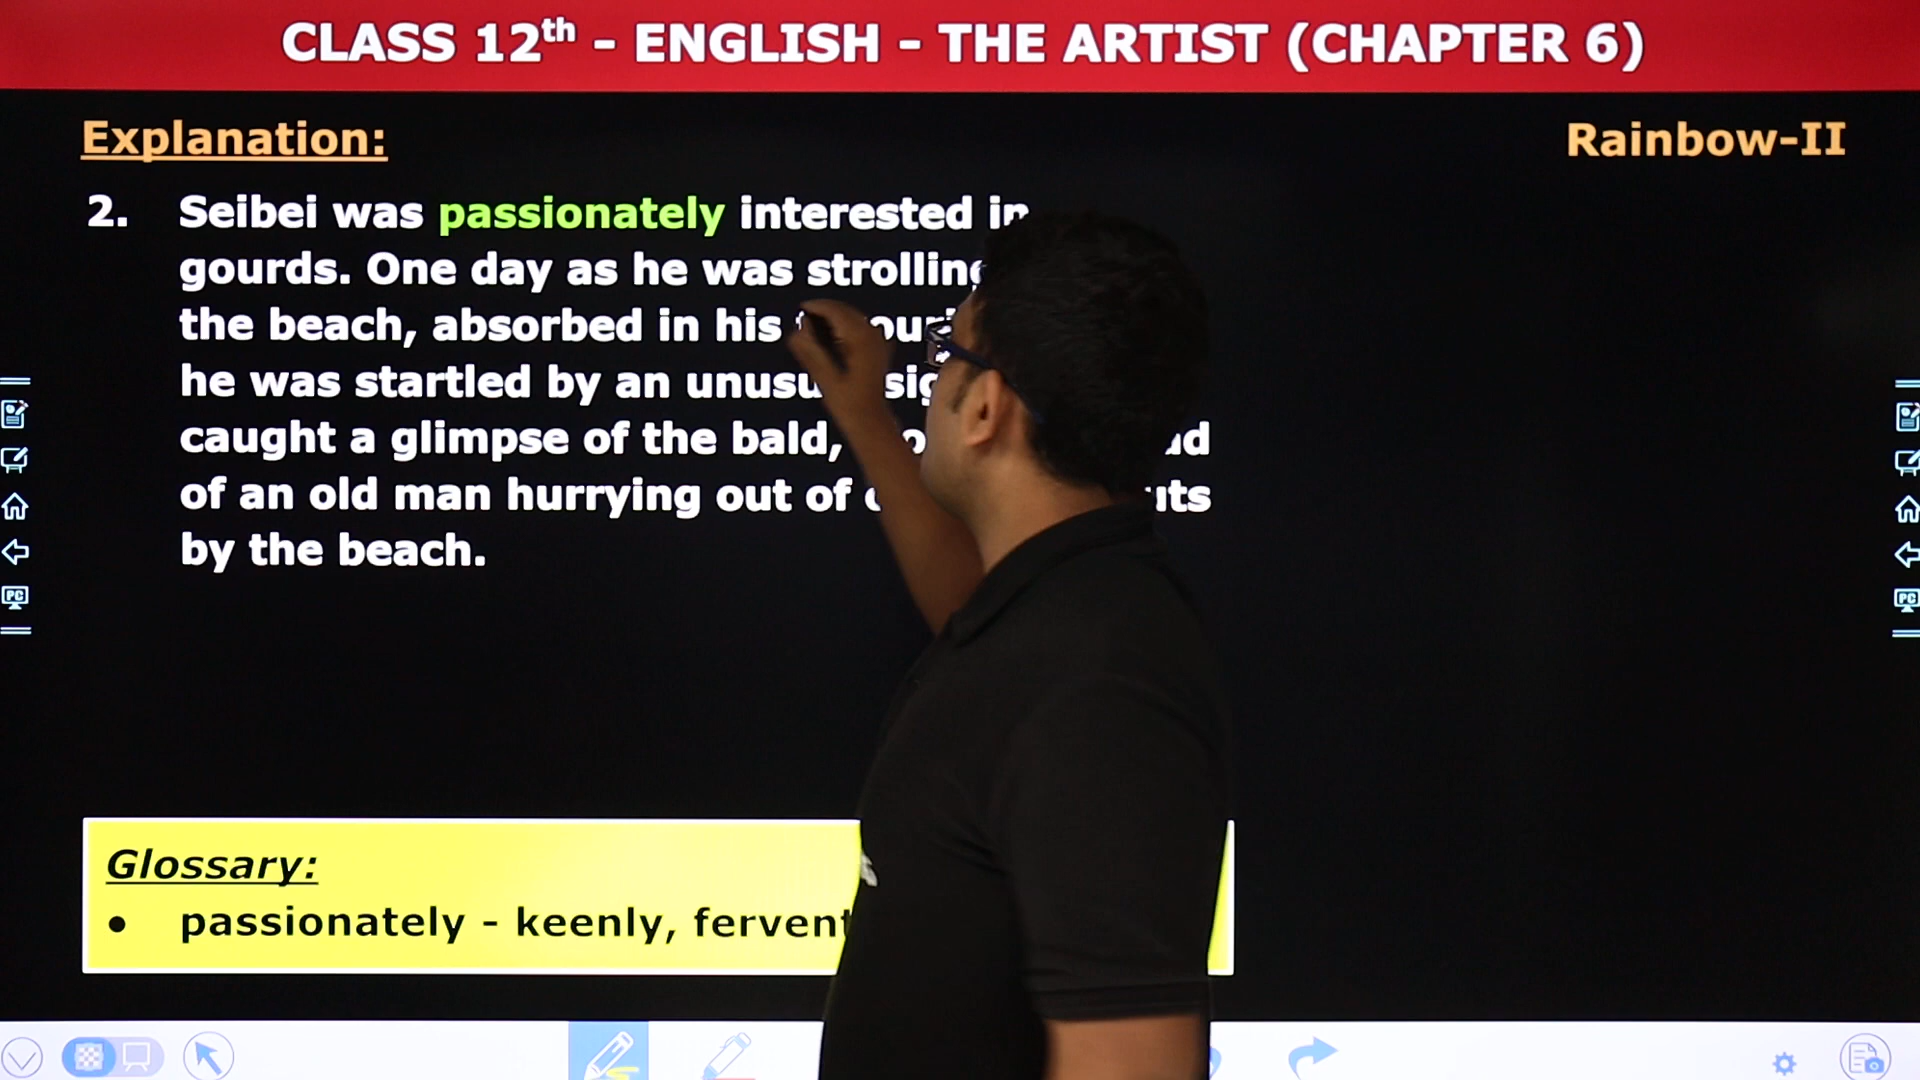 CLASS 12th - ENGLISH - THE ARTIST (CHAPTER 6)
Explanation:
Rainbow-II
2. Seibei was passionately interested in
gourds. One day as he was
the beach, absorbed in his
he was startled by an
caught a glimpse of the bald,
of an old man hurrying out of
by the beach.
Glossary:
• passionately - keenly,
PC
PC